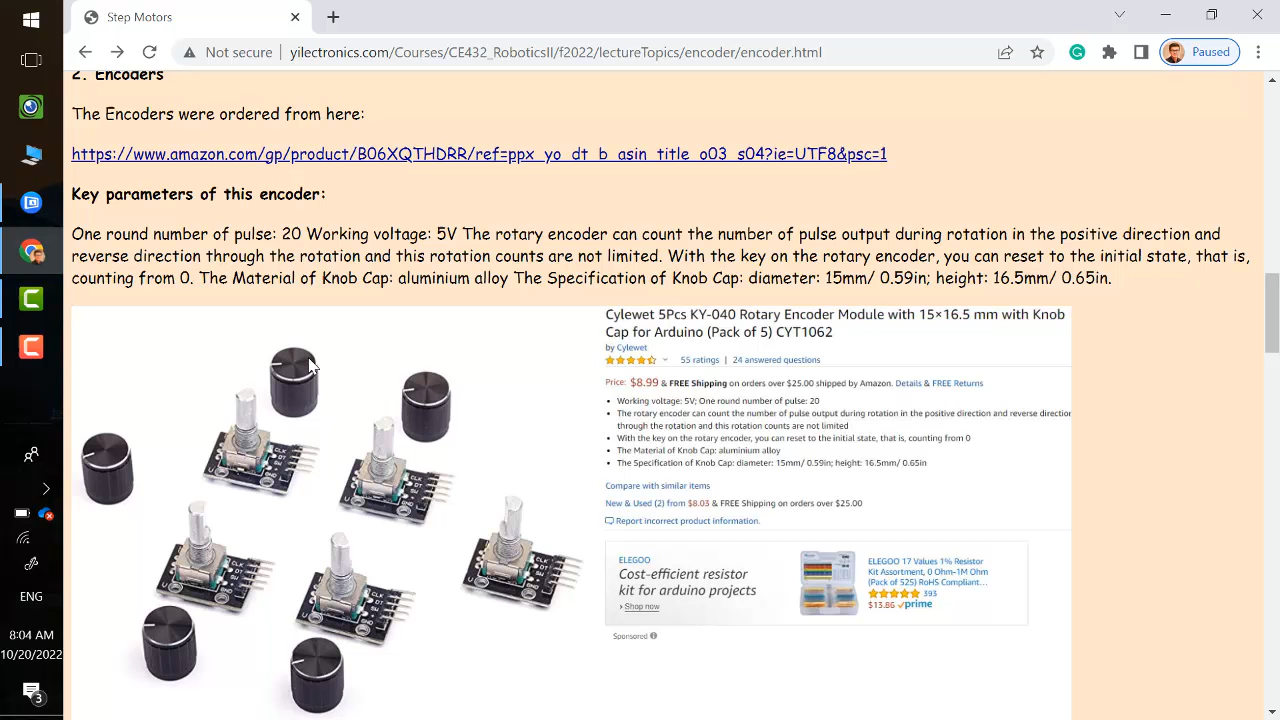 Step Motors
Not secure
yilectronics.com/Courses/CE432_RoboticsII/f2022/lectureTopics/encoder/encoder.html
Paused
2. Encoders
The Encoders were ordered from here:
https://www.amazon.com/gp/product/B06XQTHDRR/ref=ppx_yo_dt_b_asin_title_o03_s04?ie=UTF8&psc=1
Key parameters of this encoder:
One round number of pulse: 20 Working voltage: 5V The rotary encoder can count the number of pulse output during rotation in the positive direction and
reverse direction through the rotation and this rotation counts are not limited. With the key on the rotary encoder, you can reset to the initial state, that is,
counting from 0. The Material of Knob Cap: aluminium alloy The Specification of Knob Cap: diameter: 15mm/ 0.59in; height: 16.5mm/ 0.65in.
Cylewet 5Pcs KY-040 Rotary Encoder Module with 15×16.5 mm with Knob
Cap for Arduino (Pack of 5) CYT1062
by Cylewet
55 ratings | 24 answered questions
Price: $8.99 & FREE Shipping on orders over $25.00 shipped by Amazon. Details & FREE Returns
• Working voltage: 5V; One round number of pulse: 20
• The rotary encoder can count the number of pulse output during rotation in the positive direction and reverse direction
through the rotation and this rotation counts are not limited
• With the key on the rotary encoder, you can reset to the initial state, that is, counting from 0
• The Material of Knob Cap: aluminium alloy
• The Specification of Knob Cap: diameter: 15mm/ 0.59in; height: 16.5mm/ 0.65in
Compare with similar items
New & Used (2) from $8.03 & FREE Shipping on orders over $25.00
Report incorrect product information.
ELEGOO
Cost-efficient resistor
kit for arduino projects
› Shop now
ELEGOO 17 Values 1% Resistor
Kit Assortment, 0 Ohm-1M Ohm
(Pack of 525) RoHS Compliant...
393
$13.86 prime
Sponsored
CLK
DT
SW
CLK
DT
SW
CLK
DT
SW
CLK
DT
SW
ENG
8:04 AM
10/20/2022
3